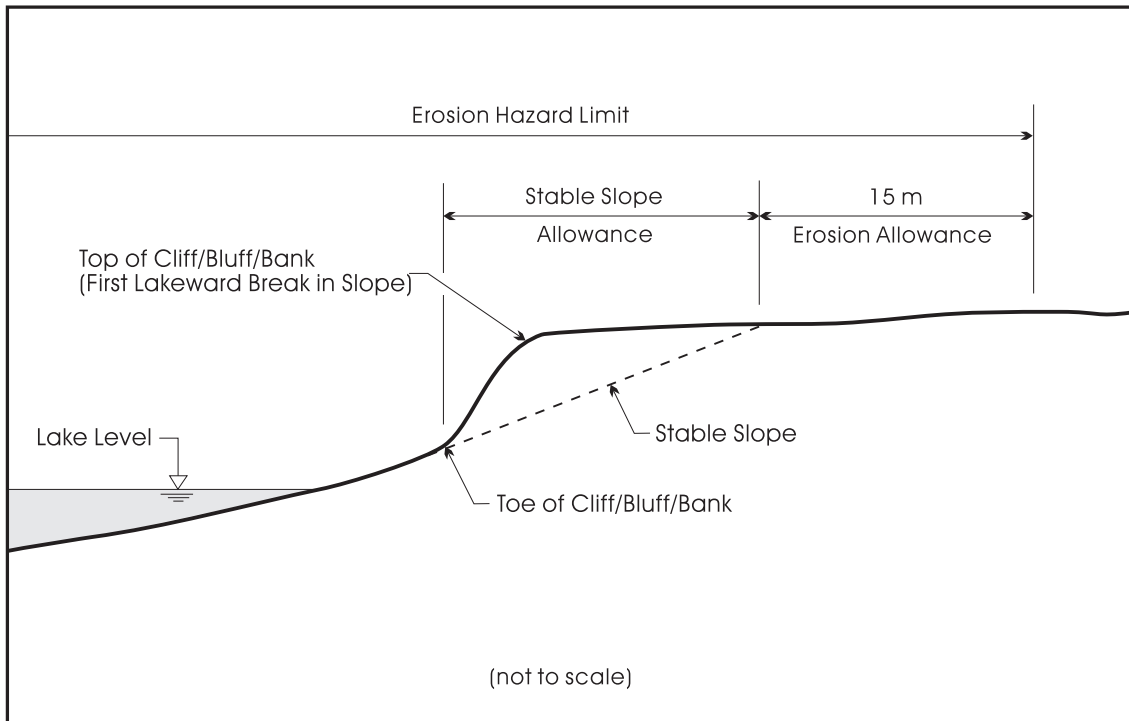 Erosion Hazard Limit
Stable Slope
Allowance
15 m
Erosion Allowance
Top of Cliff/Bluff/Bank
(First Lakeward Break in Slope)
Lake Level
Stable Slope
Toe of Cliff/Bluff/Bank
(not to scale)